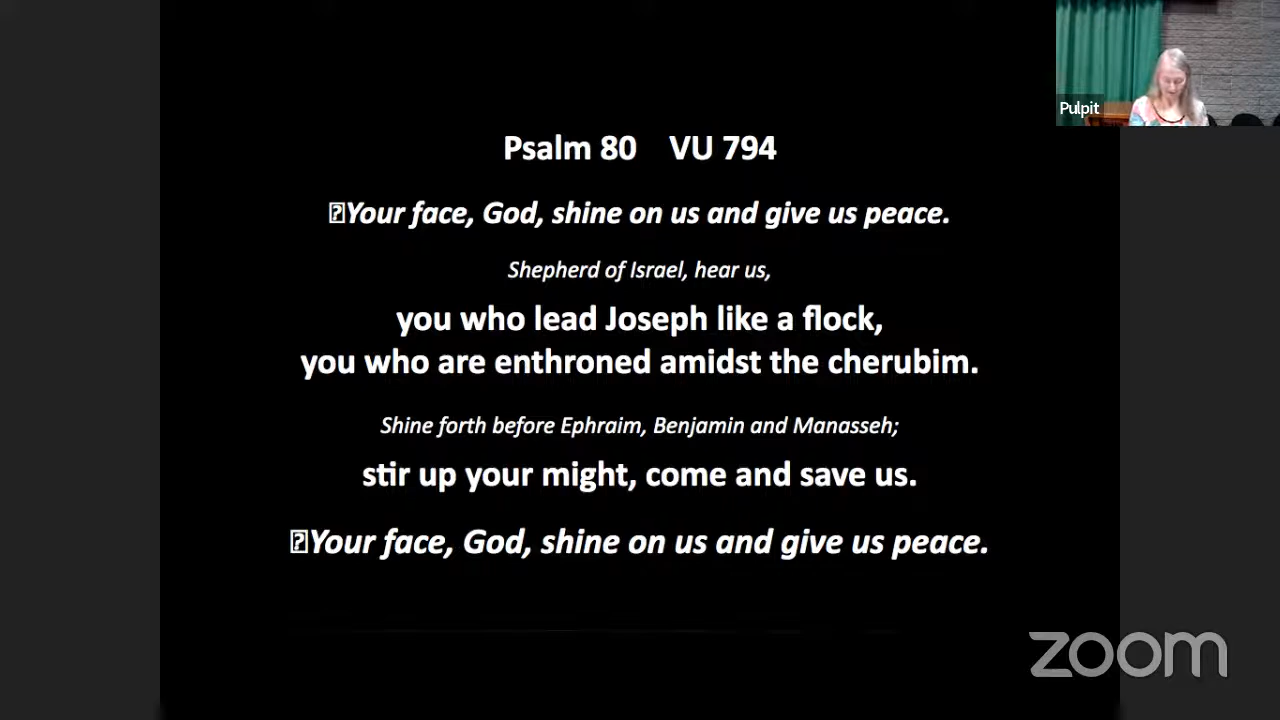 Pulpit
Psalm 80 VU 794
Your face, God, shine on us and give us peace.
Shepherd of Israel, hear us,
you who lead Joseph like a flock,
you who are enthroned amidst the cherubim.
Shine forth before Ephraim, Benjamin and Manasseh;
stir up your might, come and save us.
Your face, God, shine on us and give us peace.
zoom